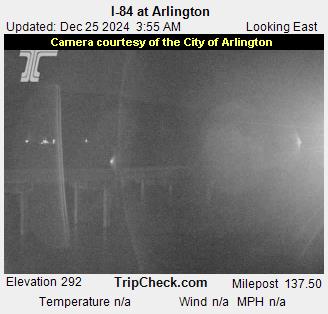 I-84 at Arlington
Updated: Dec 25 2024 3:55 AM Looking East
Camera courtesy of the City of Arlington
Elevation 292 TripCheck.com Milepost 137.50
Temperature n/a Wind n/a MPH n/a